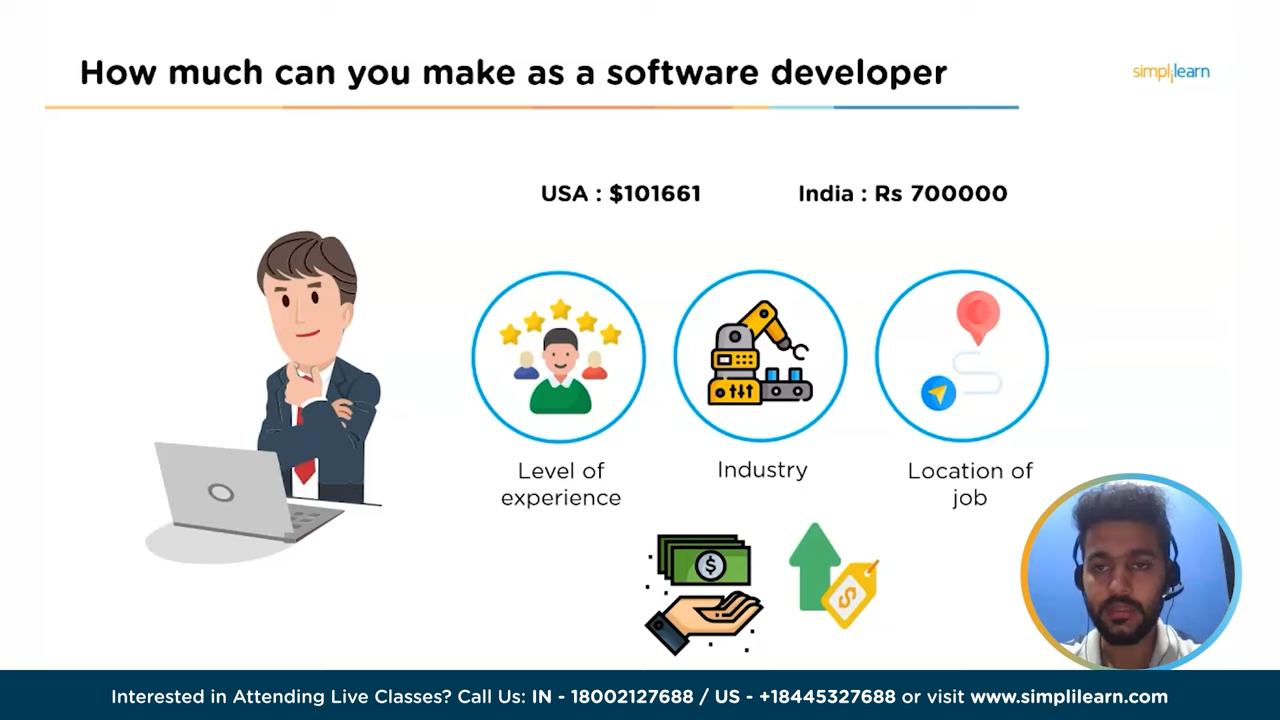 How much can you make as a software developer
simplilearn
USA : $101661
India : Rs 700000
Level of
experience
Industry
Location of
job
Interested in Attending Live Classes? Call Us: IN - 18002127688 / US - +18445327688 or visit www.simplilearn.com